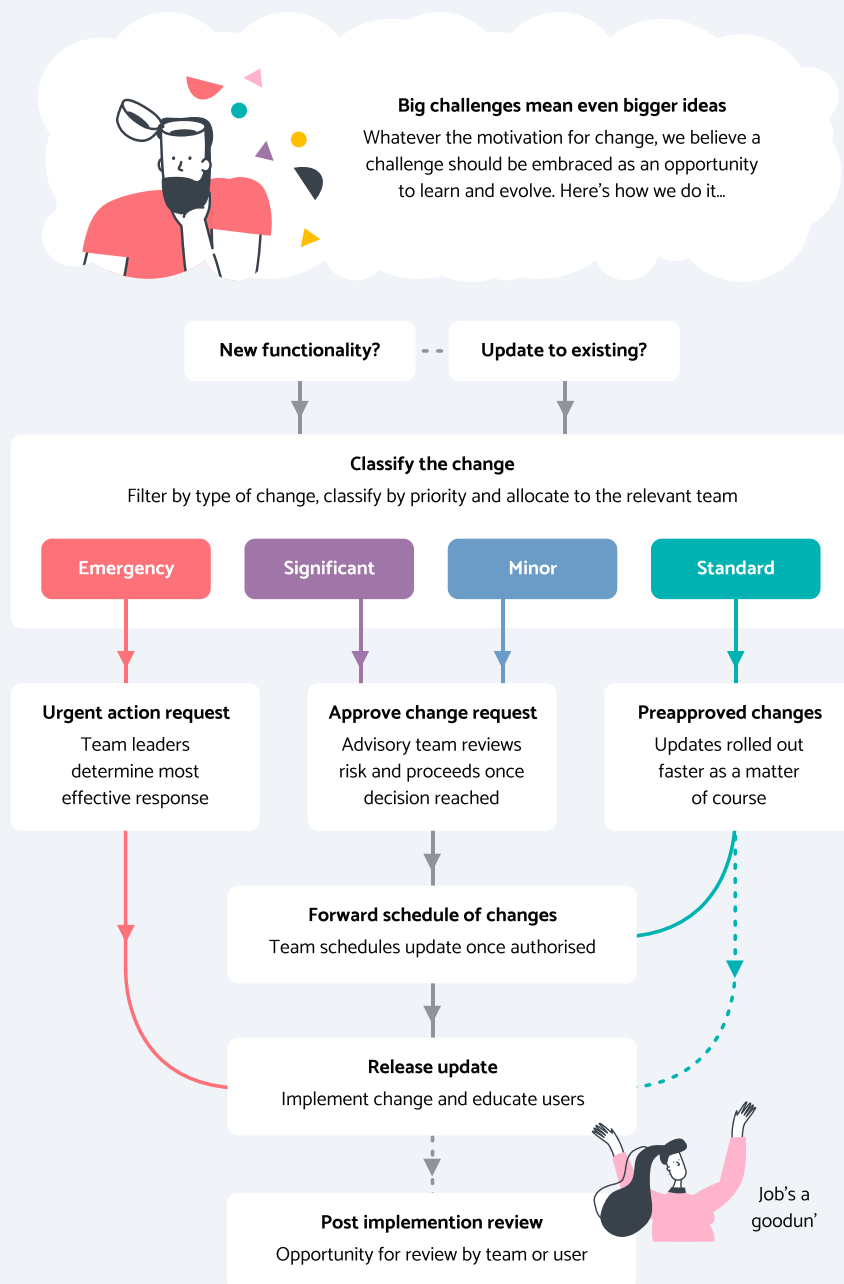 Big challenges mean even bigger ideas
Whatever the motivation for change, we believe a
challenge should be embraced as an opportunity
to learn and evolve. Here's how we do it...
New functionality?
Update to existing?
Classify the change
Filter by type of change, classify by priority and allocate to the relevant team
Emergency
Significant
Minor
Standard
Urgent action request
Team leaders
determine most
effective response
Approve change request
Advisory team reviews
risk and proceeds once
decision reached
Preapproved changes
Updates rolled out
faster as a matter
of course
Forward schedule of changes
Team schedules update once authorised
Release update
Implement change and educate users
Job's a
goodun'
Post implemention review
Opportunity for review by team or user